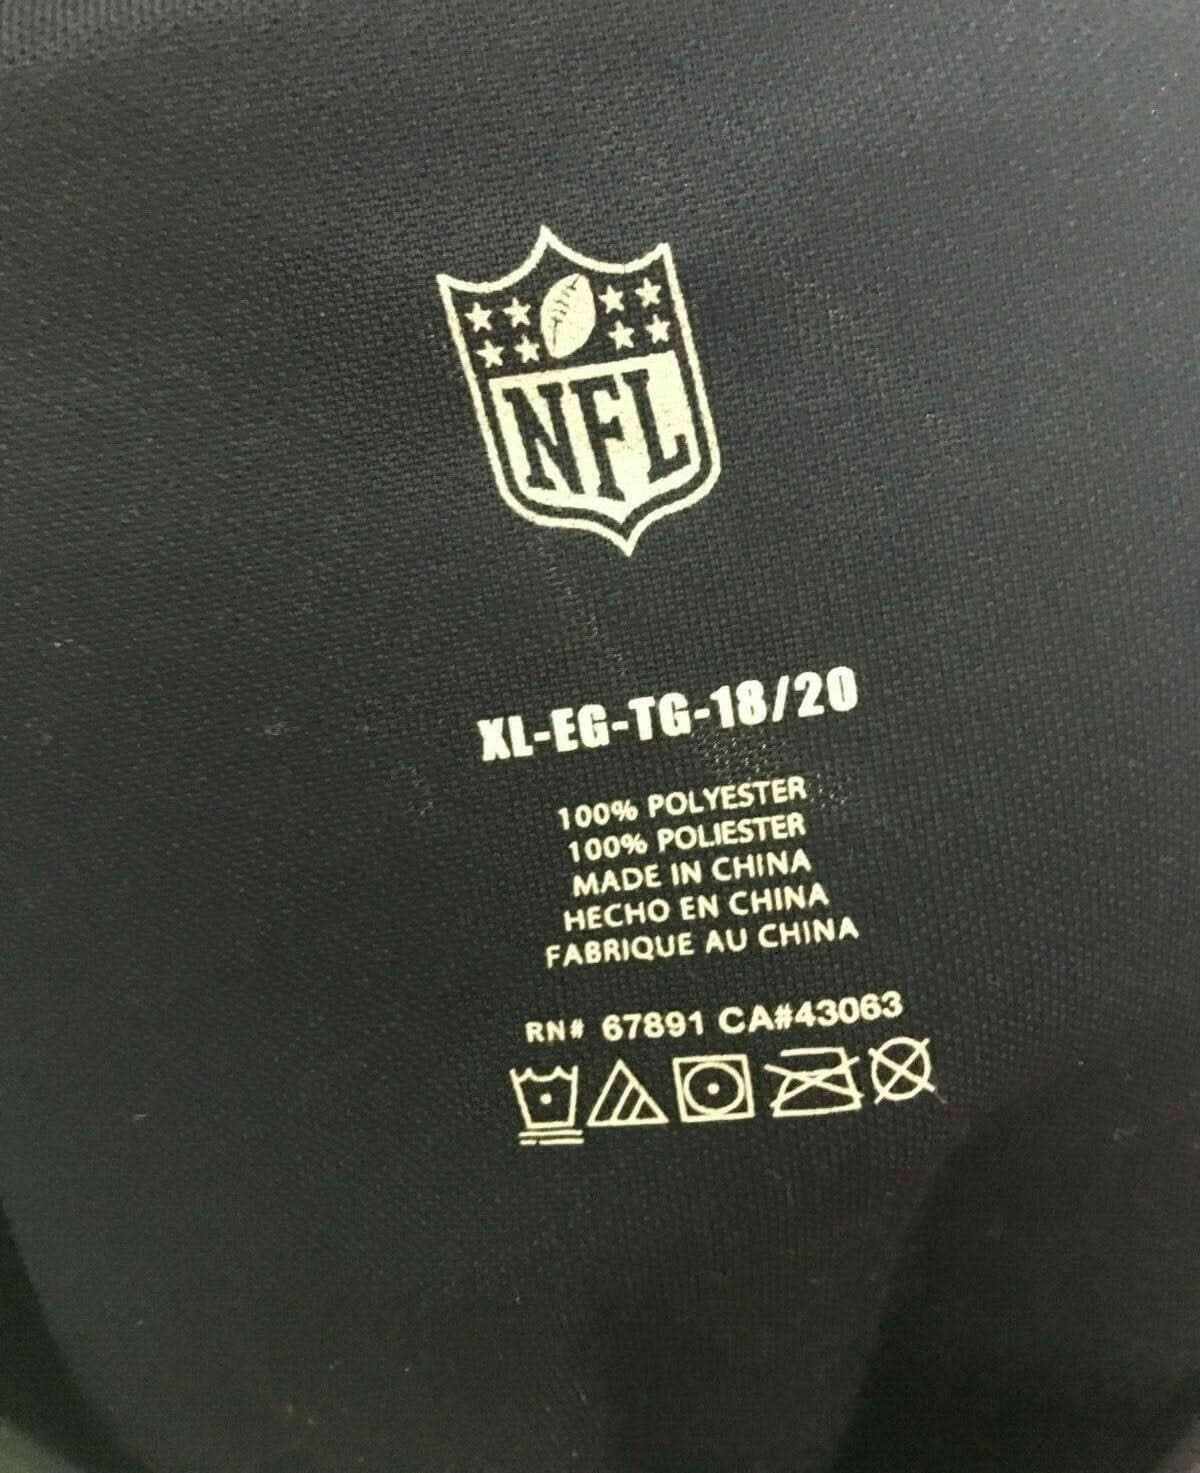 NFL
XL-EG-TG-18/20
100% POLYESTER
100% POLIESTER
MADE IN CHINA
HECHO EN CHINA
FABRIQUE AU CHINA
RN# 67891 CA#43063